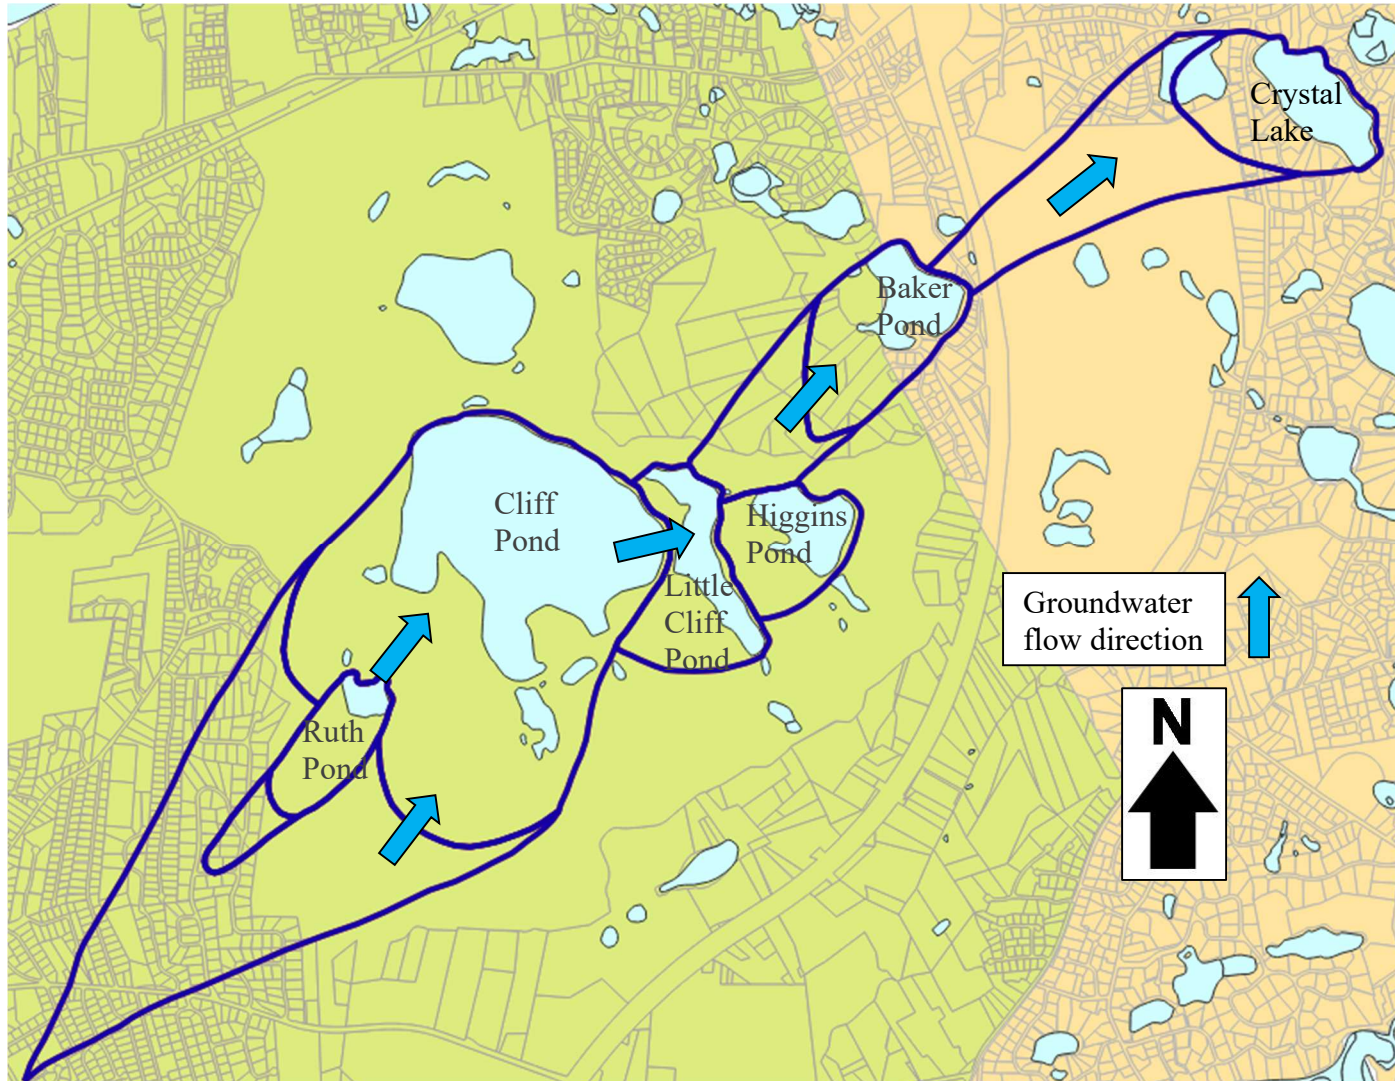 Crystal
Lake
Baker
Pond
Cliff
Pond
Higgins
Pond
Little
Cliff
Pond
Groundwater
flow direction
Ruth
Pond
N